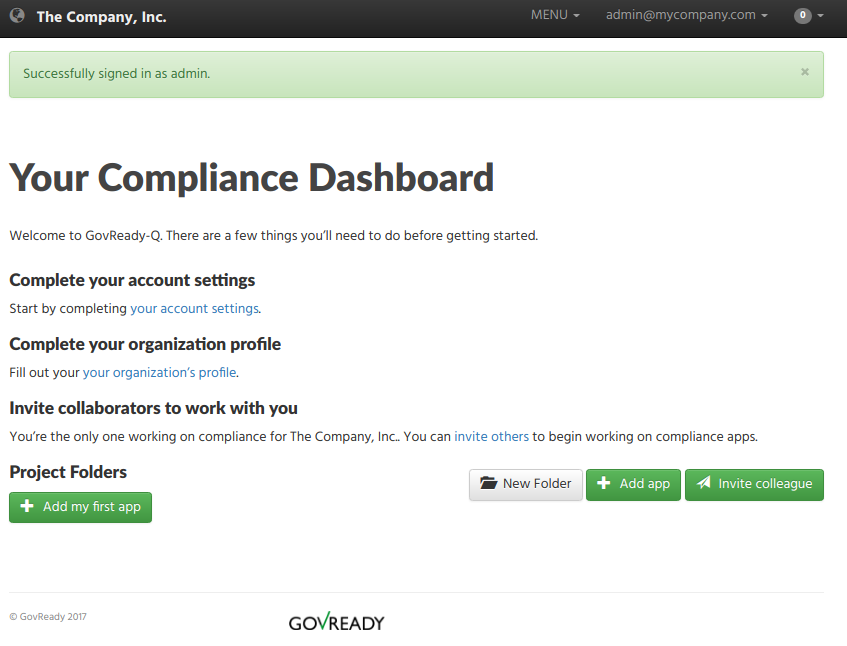 The Company, Inc. MENU admin@mycompany.com 0
Successfully signed in as admin. ×
Your Compliance Dashboard
Welcome to GovReady-Q. There are a few things you’ll need to do before getting started.
Complete your account settings
Start by completing your account settings.
Complete your organization profile
Fill out your your organization’s profile.
Invite collaborators to work with you
You’re the only one working on compliance for The Company, Inc.. You can invite others to begin working on compliance apps.
Project Folders
New Folder Add app Invite colleague
Add my first app
© GovReady 2017
GOVREADY